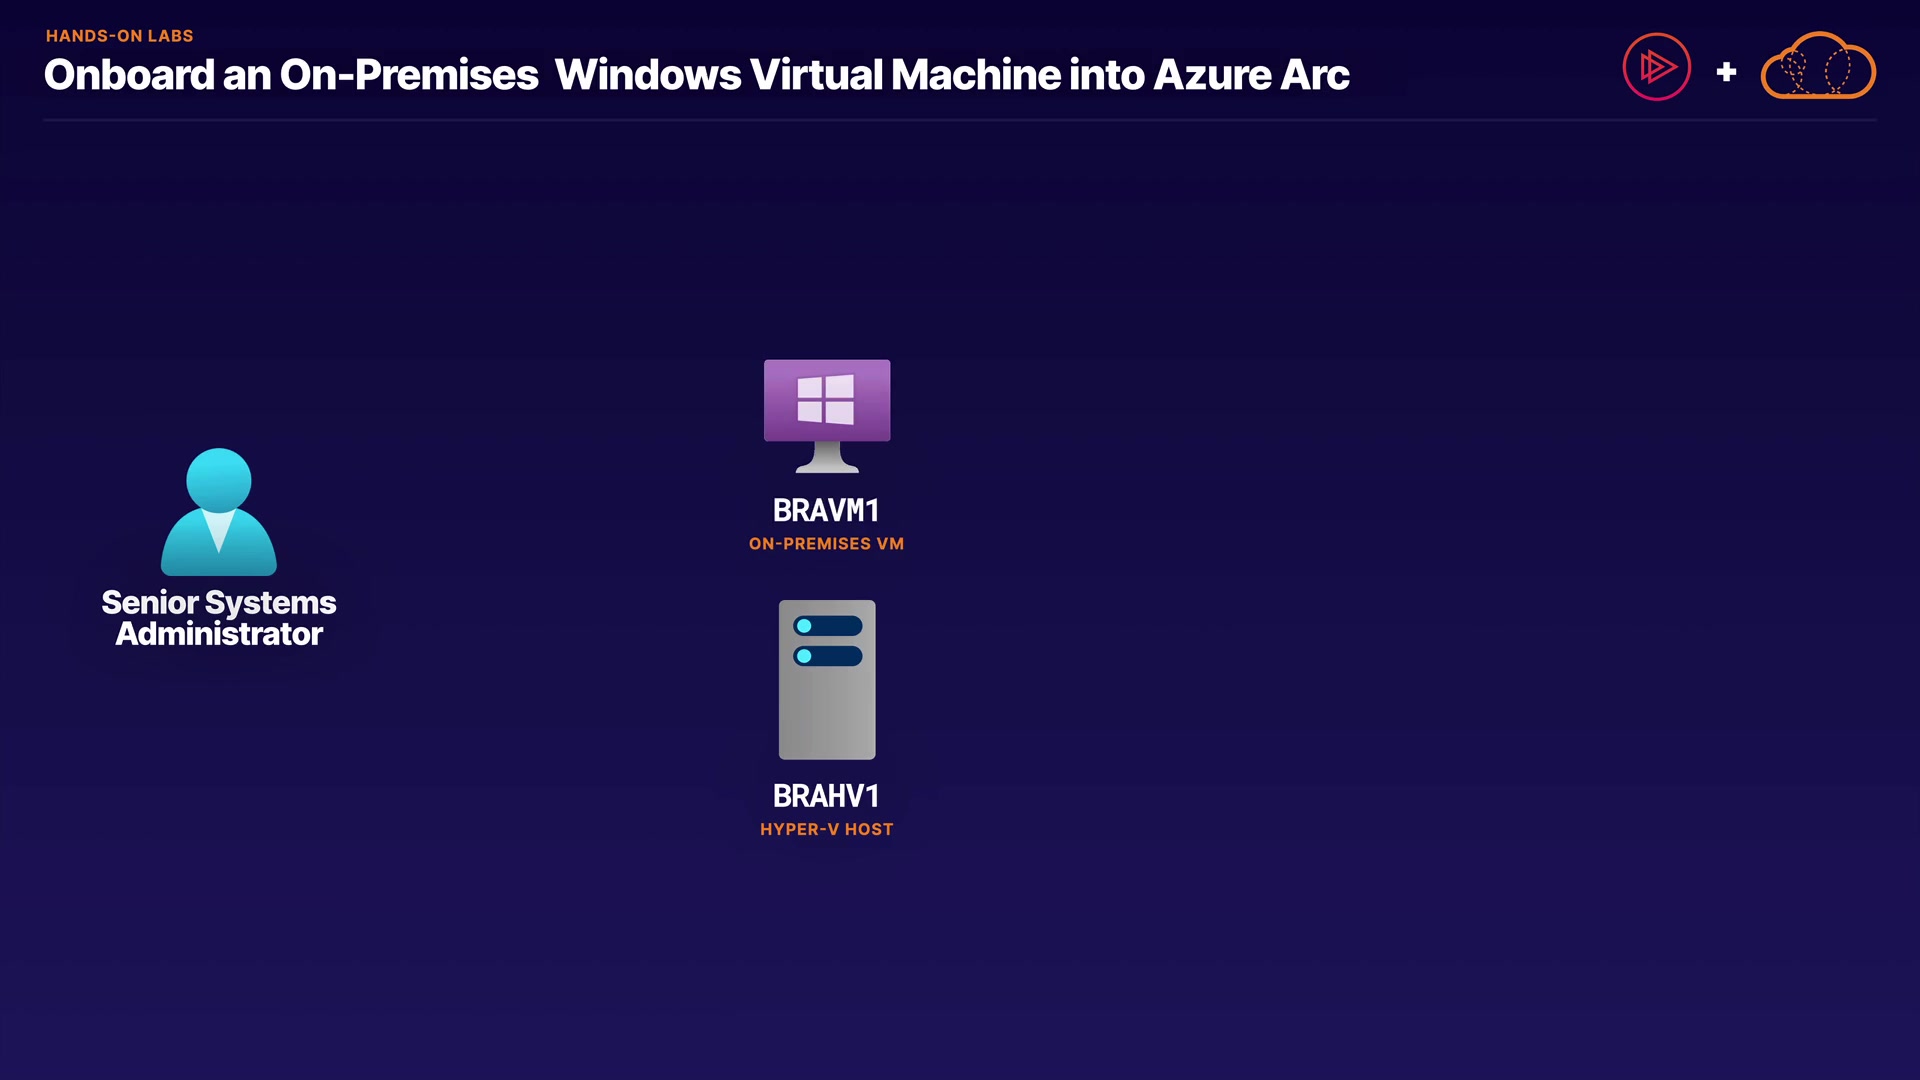 HANDS-ON LABS
Onboard an On-Premises Windows Virtual Machine into Azure Arc
Senior Systems
Administrator
BRAVM1
ON-PREMISES VM
BRAHV1
HYPER-V HOST